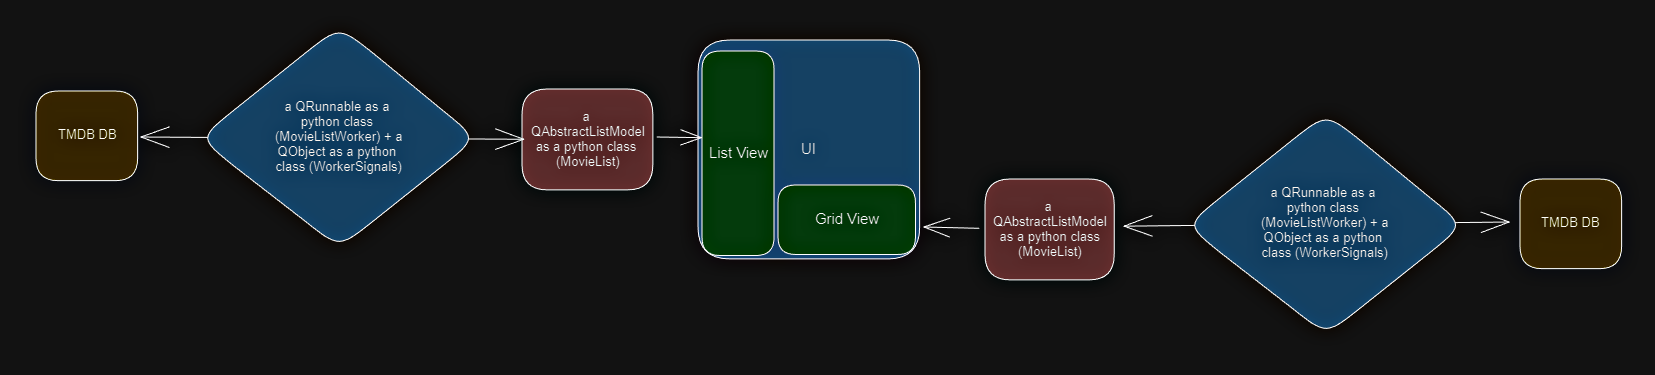 TMDB DB
a QRunnable as a
python class
(MovieListWorker) + a
QObject as a python
class (WorkerSignals)
a
QAbstractListModel
as a python class
(MovieList)
List View
UI
Grid View
a
QAbstractListModel
as a python class
(MovieList)
a QRunnable as a
python class
(MovieListWorker) + a
QObject as a python
class (WorkerSignals)
TMDB DB